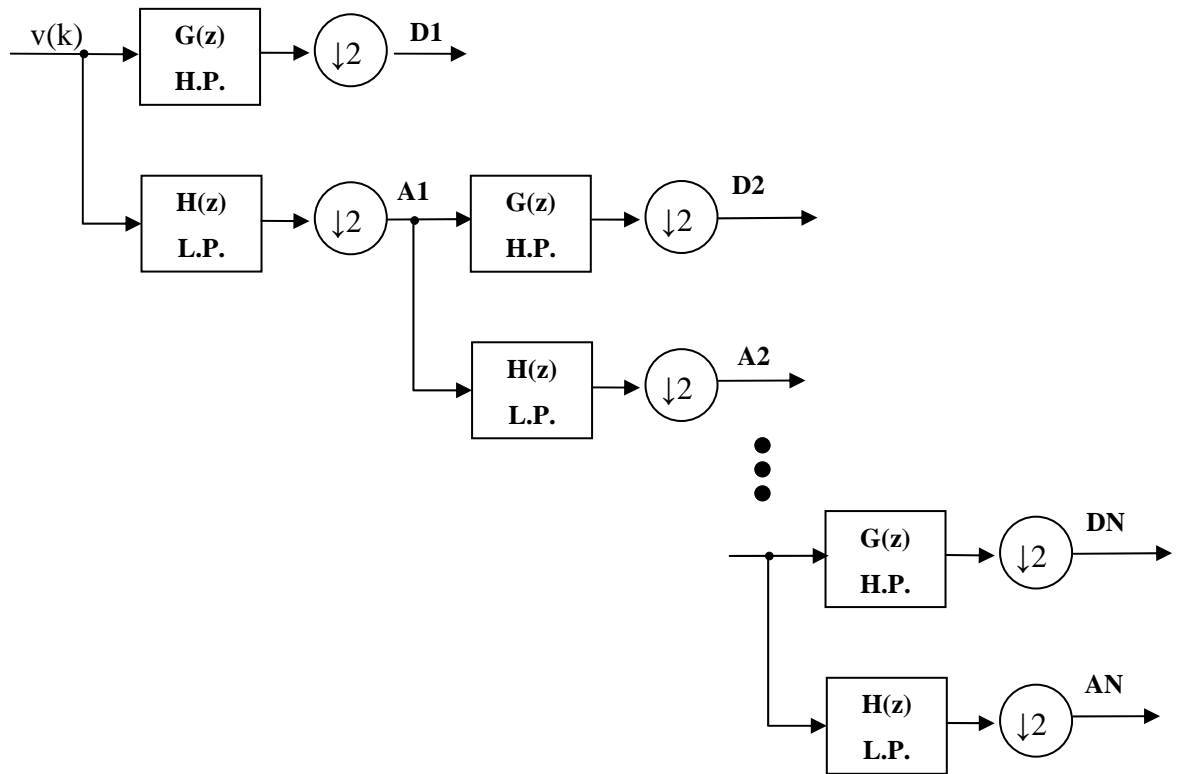 v(k)
G(z)
H.P.
↓2
D1
H(z)
L.P.
↓2
A1
G(z)
H.P.
↓2
D2
H(z)
L.P.
↓2
A2
G(z)
H.P.
↓2
DN
H(z)
L.P.
↓2
AN